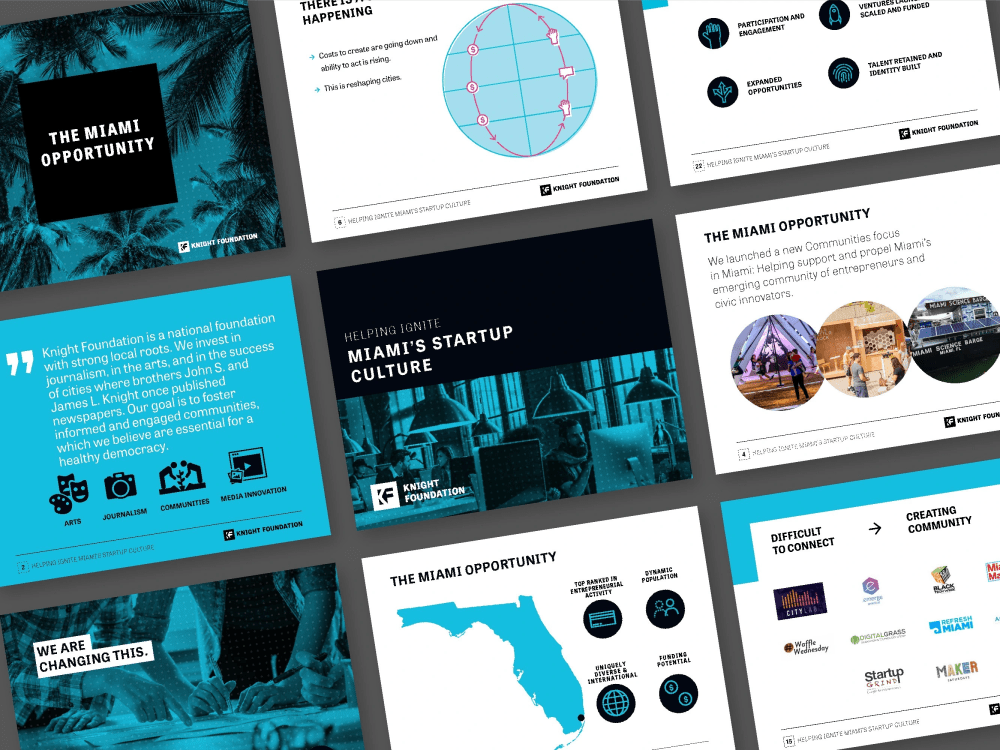 THE MIAMI
OPPORTUNITY
KNIGHT FOUNDATION
HAPPENING
→ Costs to create are going down and
ability to act is rising.
→ This is reshaping cities.
6 HELPING IGNITE MIAMI'S STARTUP CULTURE
KNIGHT FOUNDATION
PARTICIPATION AND
ENGAGEMENT
SCALED AND FUNDED
EXPANDED
OPPORTUNITIES
TALENT RETAINED AND
IDENTITY BUILT
22 HELPING IGNITE MIAMI'S STARTUP CULTURE
KNIGHT FOUNDATION
Knight Foundation is a national foundation
with strong local roots. We invest in
journalism, in the arts, and in the success
of cities where brothers John S. and
James L. Knight once published
newspapers. Our goal is to foster
informed and engaged communities,
which we believe are essential for a
healthy democracy.
ARTS
JOURNALISM
COMMUNITIES
MEDIA INNOVATION
2 HELPING IGNITE MIAMI'S STARTUP CULTURE
KNIGHT FOUNDATION
HELPING IGNITE
MIAMI'S STARTUP
CULTURE
KNIGHT
FOUNDATION
THE MIAMI OPPORTUNITY
We launched a new Communities focus
in Miami: Helping support and propel Miami's
emerging community of entrepreneurs and
civic innovators.
MIAMI SCIENCE BARGE
MIAMI SCIENCE BARGE
MIAMI, FL
4 HELPING IGNITE MIAMI'S STARTUP CULTURE
KNIGHT
WE ARE
CHANGING THIS.
THE MIAMI OPPORTUNITY
TOP RANKED IN
ENTREPRENEURIAL
ACTIVITY
DYNAMIC
POPULATION
UNIQUELY
DIVERSE &
INTERNATIONAL
FUNDING
POTENTIAL
DIFFICULT
TO CONNECT
→
CREATING
COMMUNITY
CITYLAB
emerge
BLACK
Waffle
Wednesday
DIGITALGRASS
REFRESH
MIAMI
Startup
GRIND
MAKER
15 HELPING IGNITE MIAMI'S STARTUP CULTURE